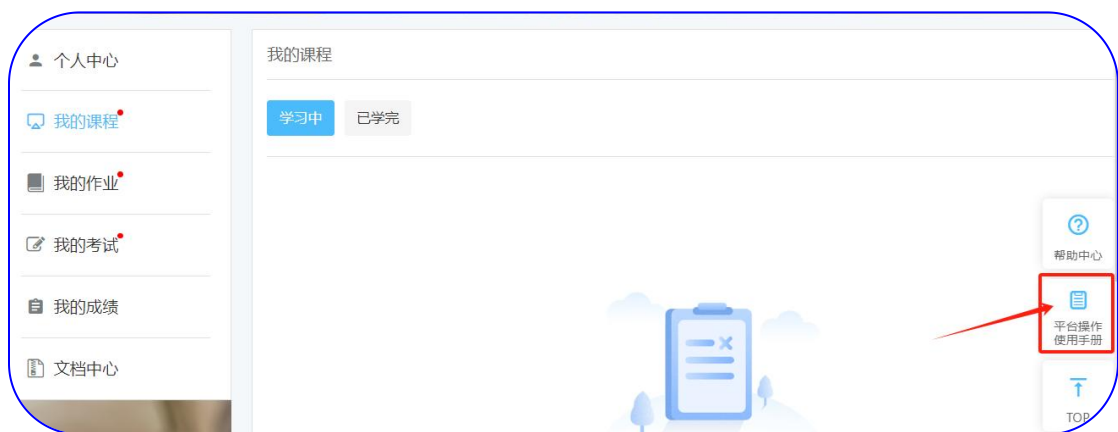 个人中心
我的课程
我的作业
我的考试
我的成绩
文档中心
我的课程
学习中
已学完
帮助中心
平台操作
使用手册
TOP